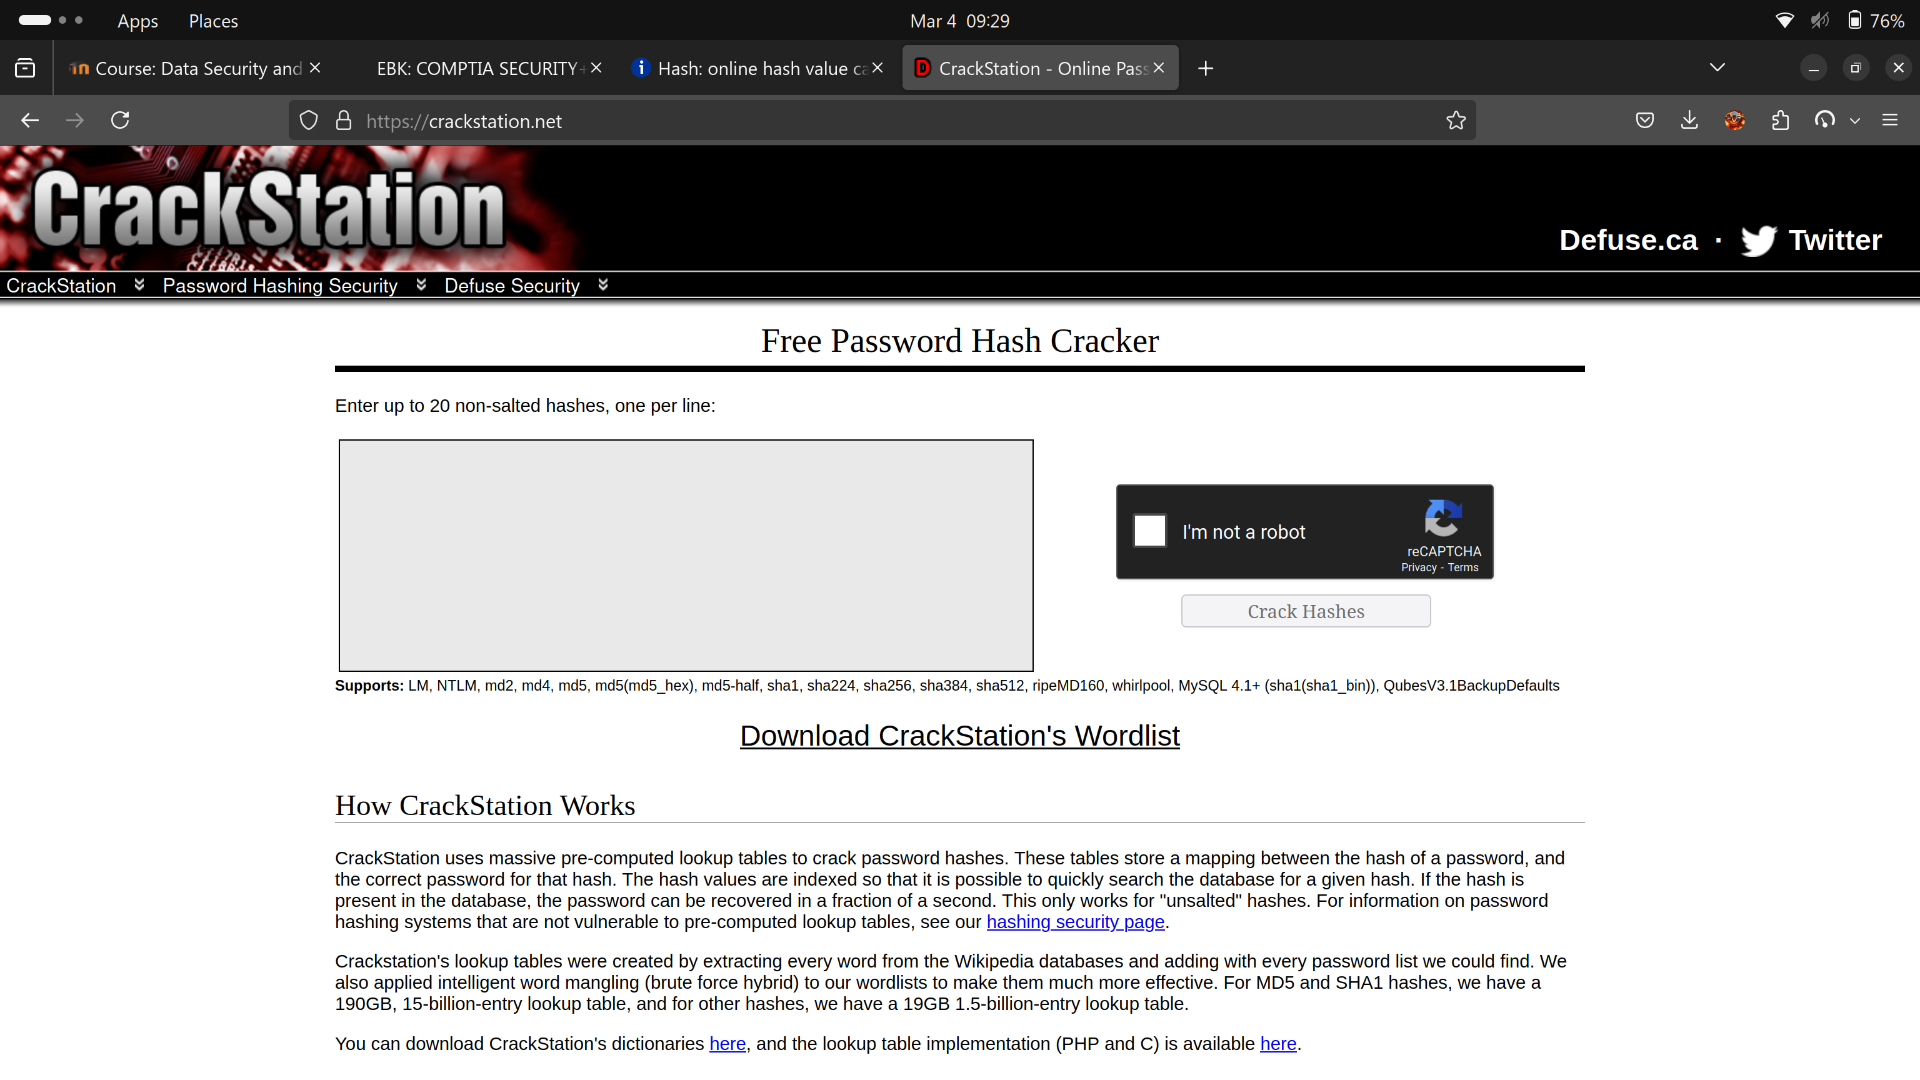 Apps Places Mar 4 09:29 76%
Course: Data Security and EBK: COMPTIA SECURITY+ Hash: online hash value ca CrackStation - Online Pass
https://crackstation.net
CrackStation
Defuse.ca · Twitter
CrackStation Password Hashing Security Defuse Security
Free Password Hash Cracker
Enter up to 20 non-salted hashes, one per line:
I'm not a robot
reCAPTCHA
Privacy - Terms
Crack Hashes
Supports: LM, NTLM, md2, md4, md5, md5(md5_hex), md5-half, sha1, sha224, sha256, sha384, sha512, ripeMD160, whirlpool, MySQL 4.1+ (sha1(sha1_bin)), QubesV3.1BackupDefaults
Download CrackStation's Wordlist
How CrackStation Works
CrackStation uses massive pre-computed lookup tables to crack password hashes. These tables store a mapping between the hash of a password, and
the correct password for that hash. The hash values are indexed so that it is possible to quickly search the database for a given hash. If the hash is
present in the database, the password can be recovered in a fraction of a second. This only works for "unsalted" hashes. For information on password
hashing systems that are not vulnerable to pre-computed lookup tables, see our hashing security page.
Crackstation's lookup tables were created by extracting every word from the Wikipedia databases and adding with every password list we could find. We
also applied intelligent word mangling (brute force hybrid) to our wordlists to make them much more effective. For MD5 and SHA1 hashes, we have a
190GB, 15-billion-entry lookup table, and for other hashes, we have a 19GB 1.5-billion-entry lookup table.
You can download CrackStation's dictionaries here, and the lookup table implementation (PHP and C) is available here.